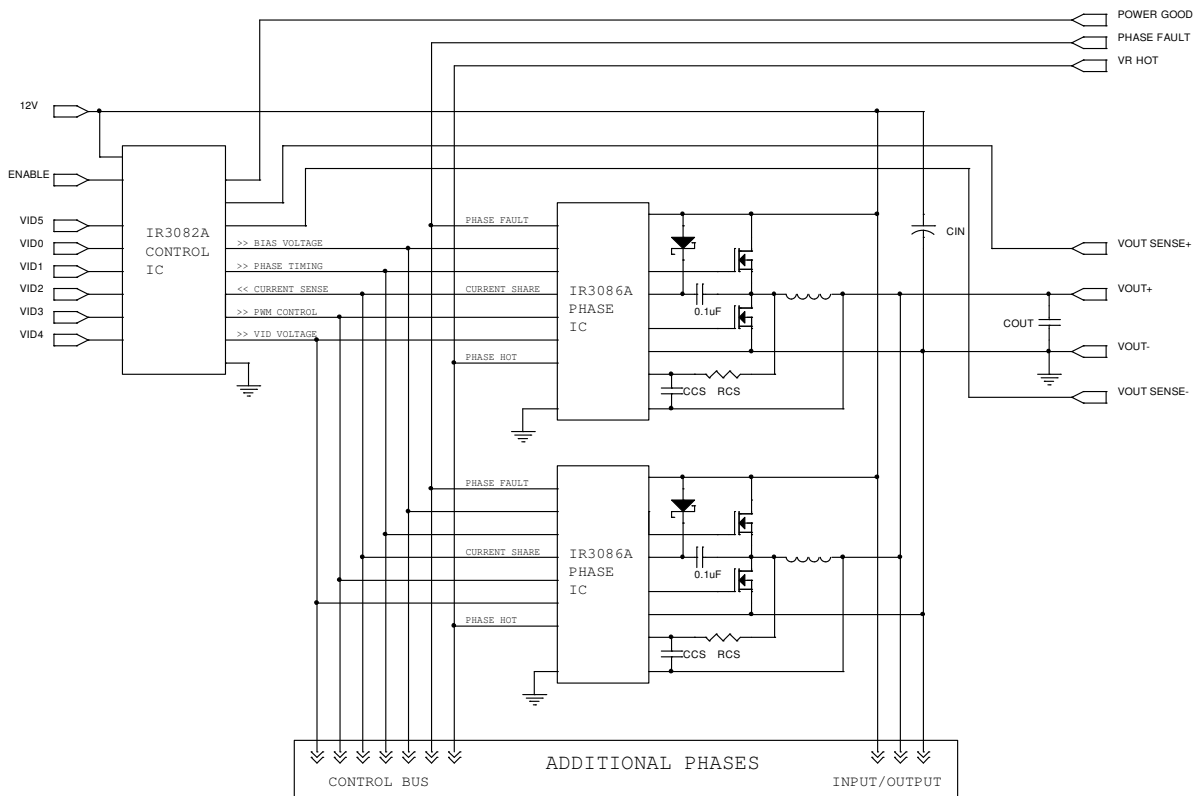 POWER GOOD
PHASE FAULT
VR HOT
12V
ENABLE
VID5
VID0
VID1
VID2
VID3
VID4
IR3082A
CONTROL
IC
>> BIAS VOLTAGE
>> PHASE TIMING
<< CURRENT SENSE
>> PWM CONTROL
>> VID VOLTAGE
PHASE FAULT
CURRENT SHARE
PHASE HOT
IR3086A
PHASE
IC
0.1uF
CCS
RCS
CIN
COUT
VOUT SENSE+
VOUT+
VOUT-
VOUT SENSE-
PHASE FAULT
CURRENT SHARE
PHASE HOT
IR3086A
PHASE
IC
0.1uF
CCS
RCS
ADDITIONAL PHASES
CONTROL BUS
INPUT/OUTPUT